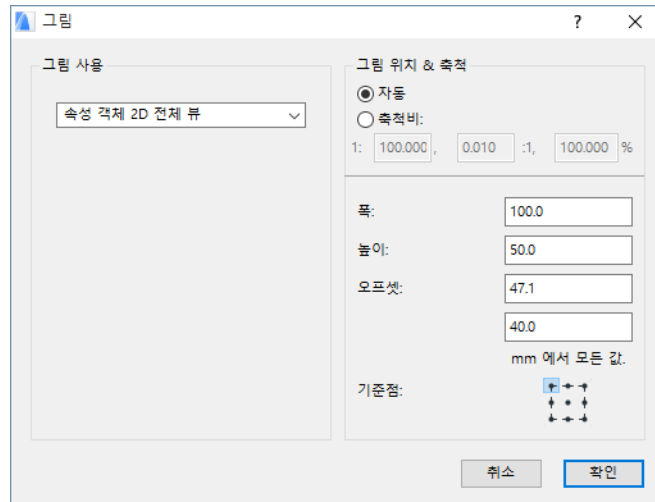 그림
?
그림 사용
속성 객체 2D 전체 뷰
그림 위치 & 축척
자동
축척비:
1: 100.000, 0.010 :1, 100.000 %
폭: 100.0
높이: 50.0
오프셋: 47.1
40.0
mm 에서 모든 값.
기준점:
취소 확인